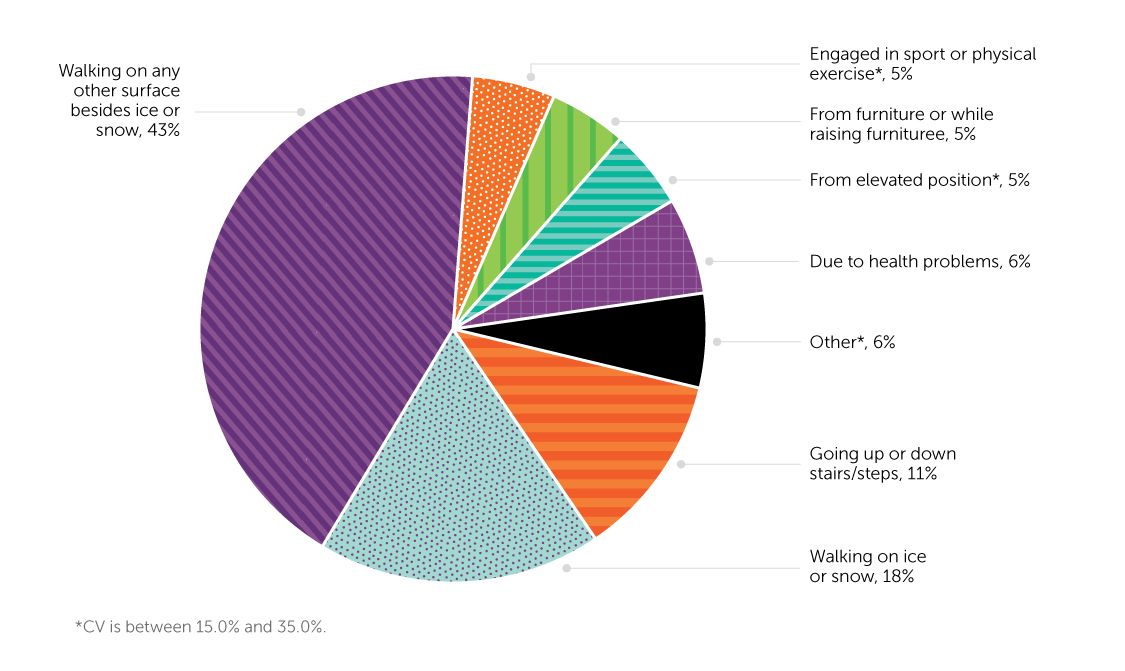 Walking on any
other surface
besides ice or
snow, 43%
Engaged in sport or physical
exercise*, 5%
From furniture or while
raising furnituree, 5%
From elevated position*, 5%
Due to health problems, 6%
Other*, 6%
Going up or down
stairs/steps, 11%
Walking on ice
or snow, 18%
*CV is between 15.0% and 35.0%.